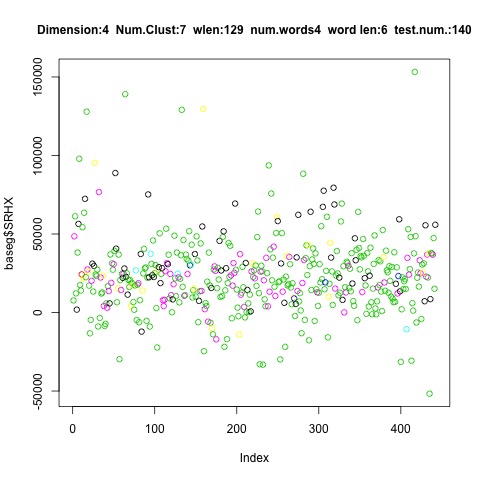 Dimension:4 Num.Clust:7 wlen:129 num.words4 word len:6 test.num.:140
150000
100000
50000
0
-50000
baseg$SRHX
0 100 200 300 400
Index